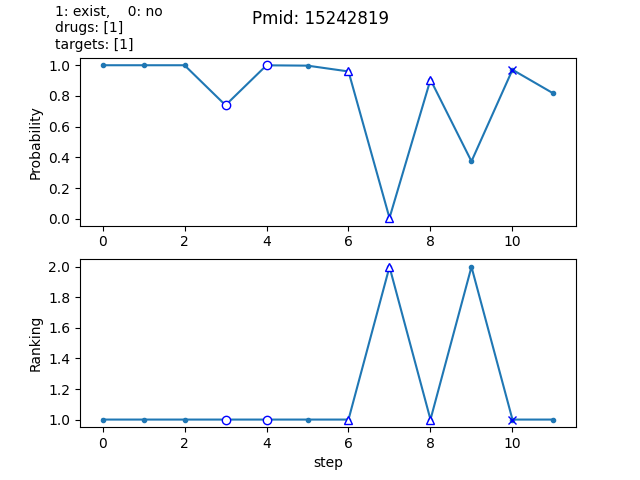 1: exist,    0: no
drugs: [1]
targets: [1]
Pmid: 15242819
1.0
0.8
0.6
0.4
0.2
0.0
Probability
0 2 4 6 8 10
2.0
1.8
1.6
1.4
1.2
1.0
Ranking
0 2 4 6 8 10
step